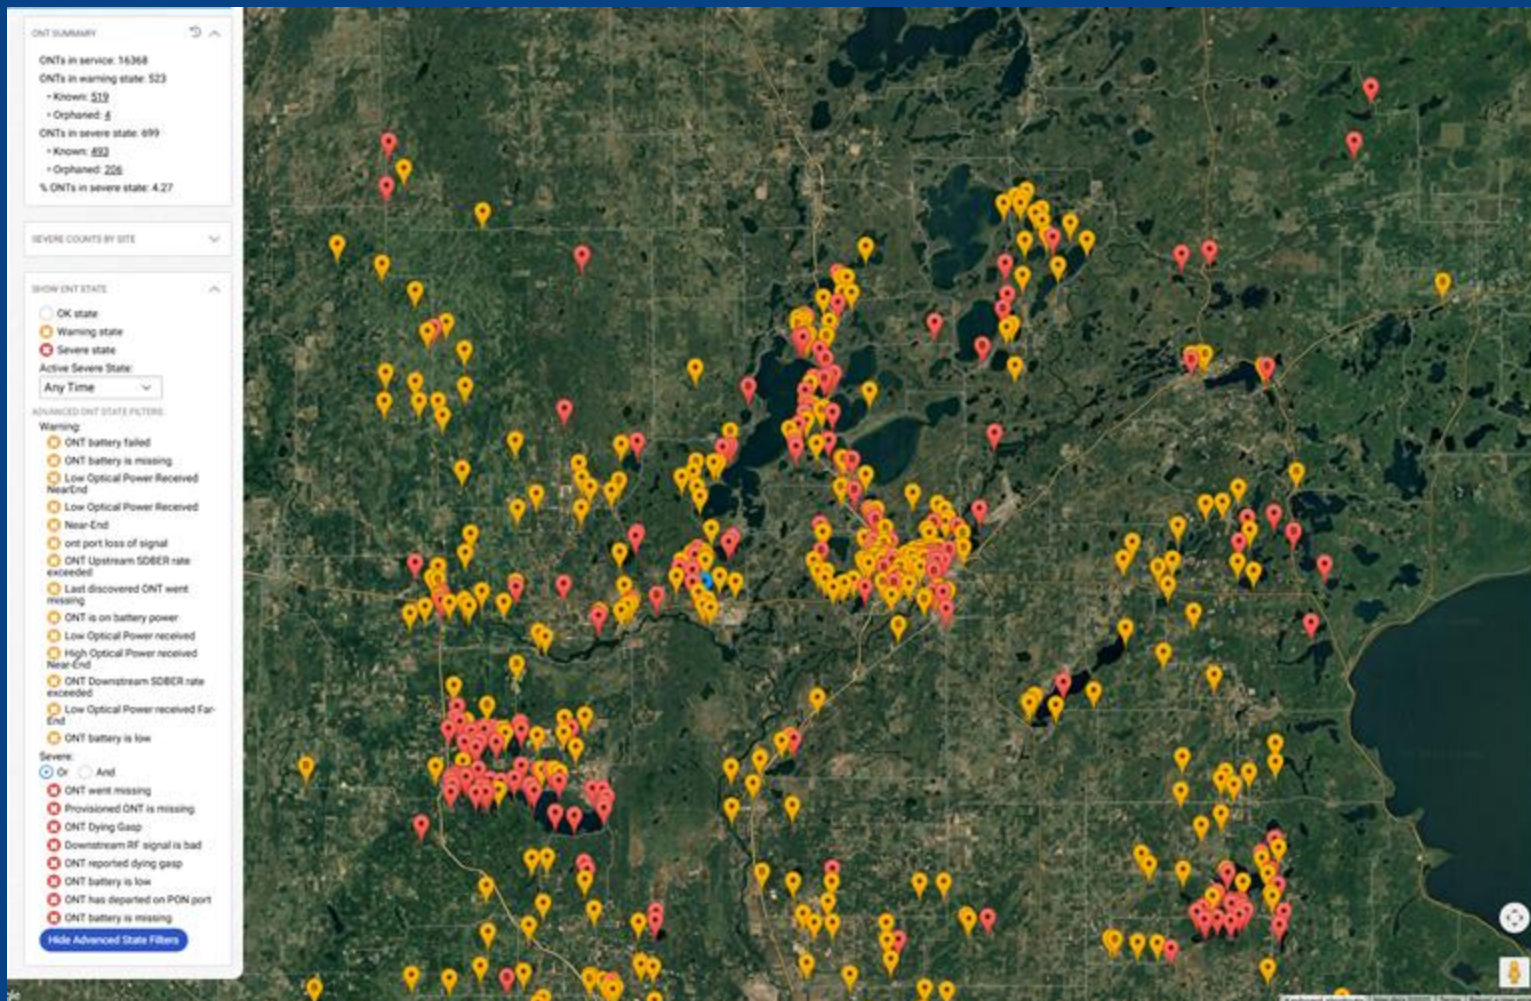 ONT SUMMARY
ONTs in service: 16368
ONTs in warning state: 523
• Known: 519
• Orphaned: 4
ONTs in severe state: 699
• Known: 493
• Orphaned: 206
% ONTs in severe state: 4.27
SEVERE COUNTS BY SITE
SHOW ONT STATE
OK state
Warning state
Severe state
Active Severe State:
Any Time
ADVANCED ONT STATE FILTERS
Warning:
ONT battery failed
ONT battery is missing
Low Optical Power Received
NearEnd
Low Optical Power Received
Near-End
ont port loss of signal
ONT Upstream SDBER rate
exceeded
Last discovered ONT went
missing
ONT is on battery power
Low Optical Power received
High Optical Power received
Near-End
ONT Downstream SDBER rate
exceeded
Low Optical Power received Far-
End
ONT battery is low
Severe:
Or And
ONT went missing
Provisioned ONT is missing
ONT Dying Gasp
Downstream RF signal is bad
ONT reported dying gasp
ONT battery is low
ONT has departed on PON port
ONT battery is missing
Hide Advanced State Filters